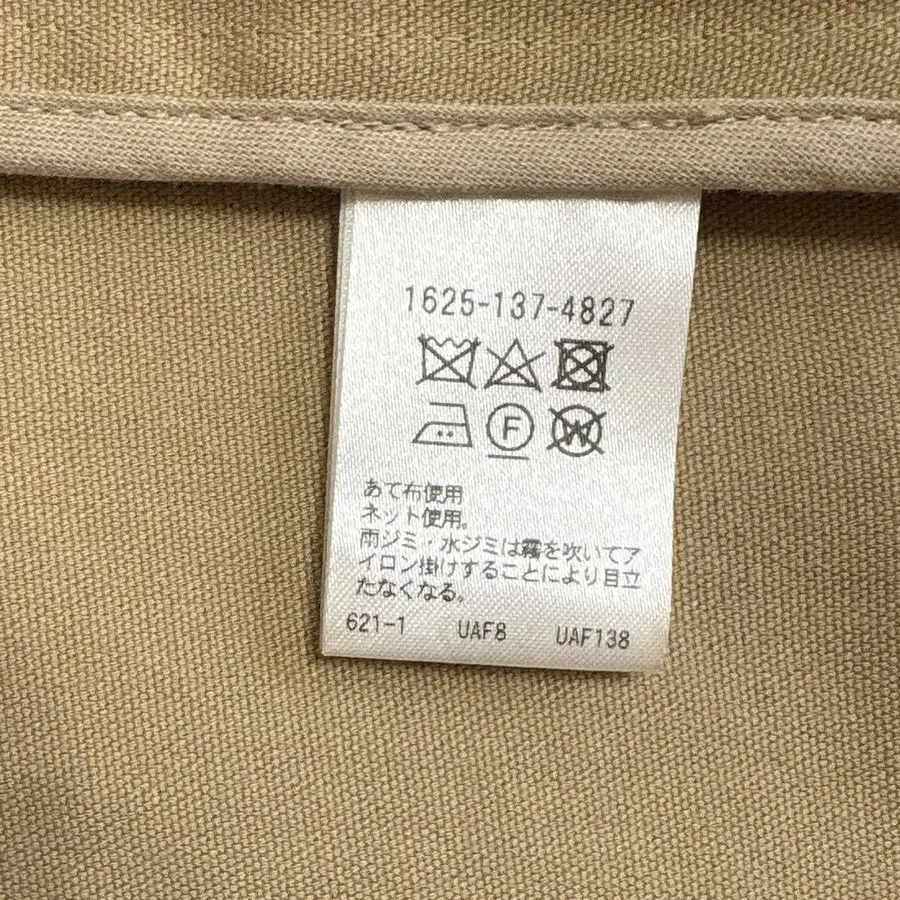 1625-137-4827
F W
あて布使用
ネット使用。
雨ジミ・水ジミは霧を吹いてア
イロン掛けすることにより目立
たなくなる。
621-1 UAF8 UAF138